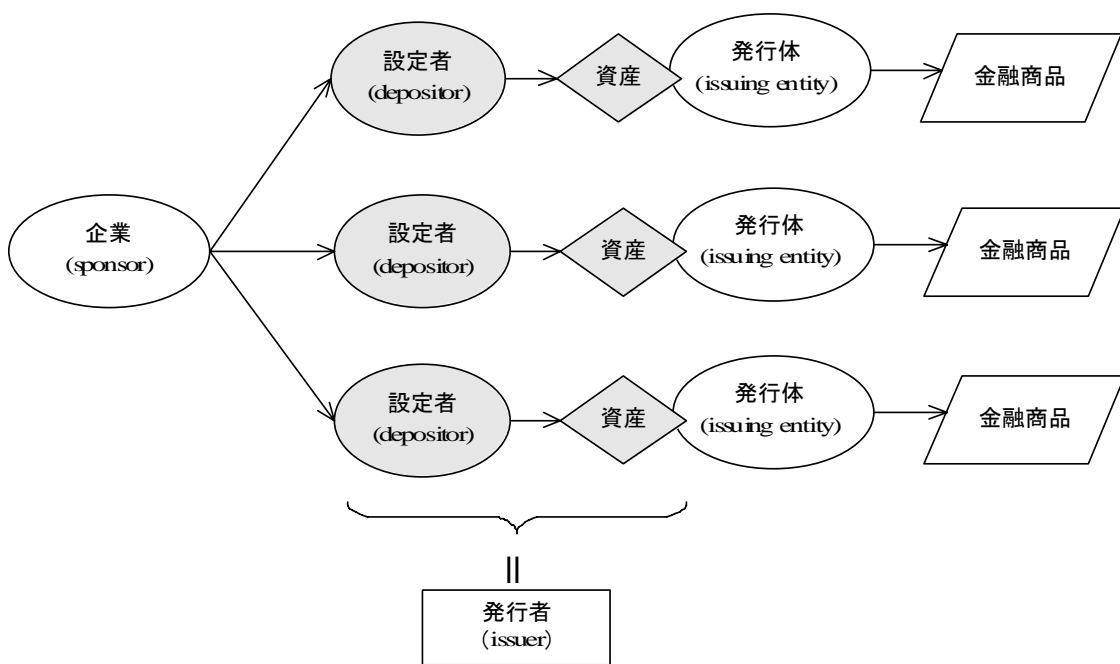 設定者
(depositor)
資産
発行体
(issuing entity)
金融商品
企業
(sponsor)
設定者
(depositor)
資産
発行体
(issuing entity)
金融商品
設定者
(depositor)
資産
発行体
(issuing entity)
金融商品
=
発行者
(issuer)